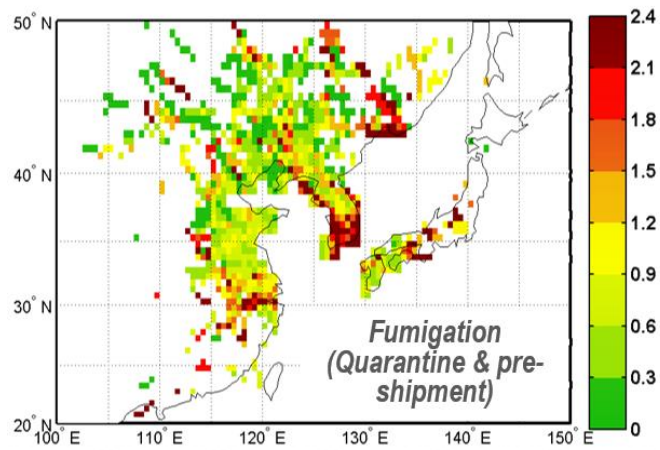 50° N
40° N
30° N
20° N
100° E
110° E
120° E
130° E
140° E
150° E
Fumigation
(Quarantine & pre-
shipment)
2.4
2.1
1.8
1.5
1.2
0.9
0.6
0.3
0